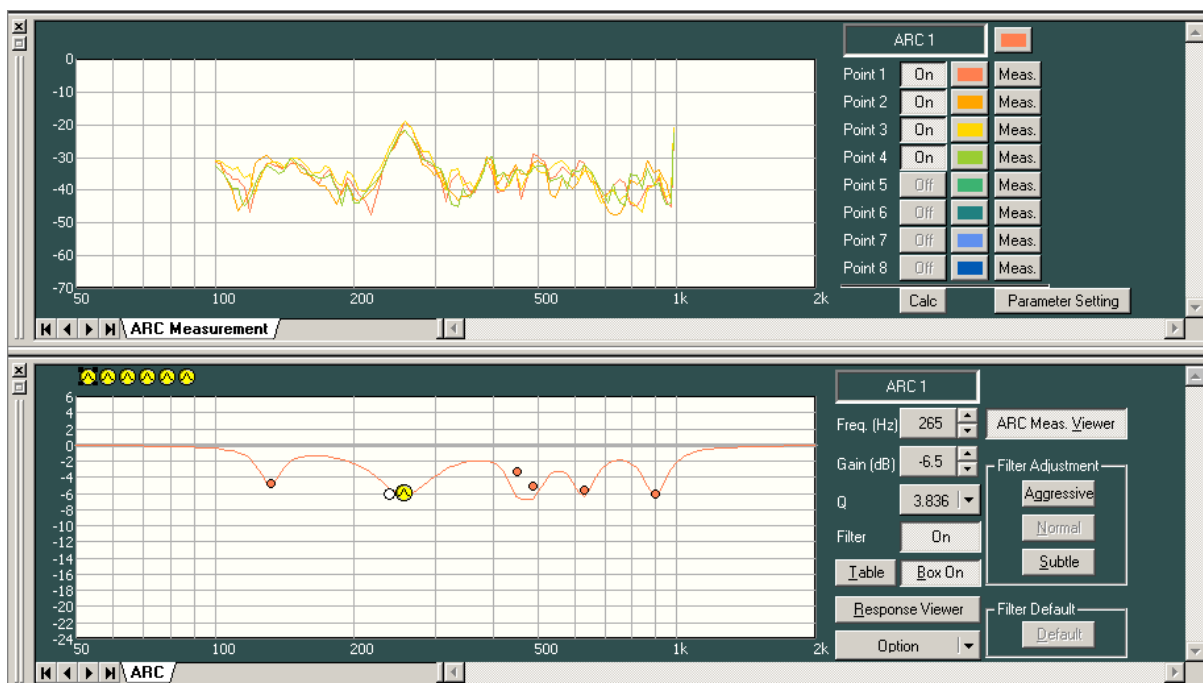 ARC 1
0
-10
-20
-30
-40
-50
-60
-70
50 100 200 500 1k 2k
Point 1 On Meas.
Point 2 On Meas.
Point 3 On Meas.
Point 4 On Meas.
Point 5 Off Meas.
Point 6 Off Meas.
Point 7 Off Meas.
Point 8 Off Meas.
Calc Parameter Setting
ARC Measurement
ARC 1
6
4
2
0
-2
-4
-6
-8
-10
-12
-14
-16
-18
-20
-22
-24
50 100 200 500 1k 2k
Freq. (Hz) 265 ARC Meas. Viewer
Gain (dB) -6.5
Q 3.836
Filter On
Table Box On
Response Viewer
Option
Filter Adjustment
Aggressive
Normal
Subtle
Filter Default
Default
ARC